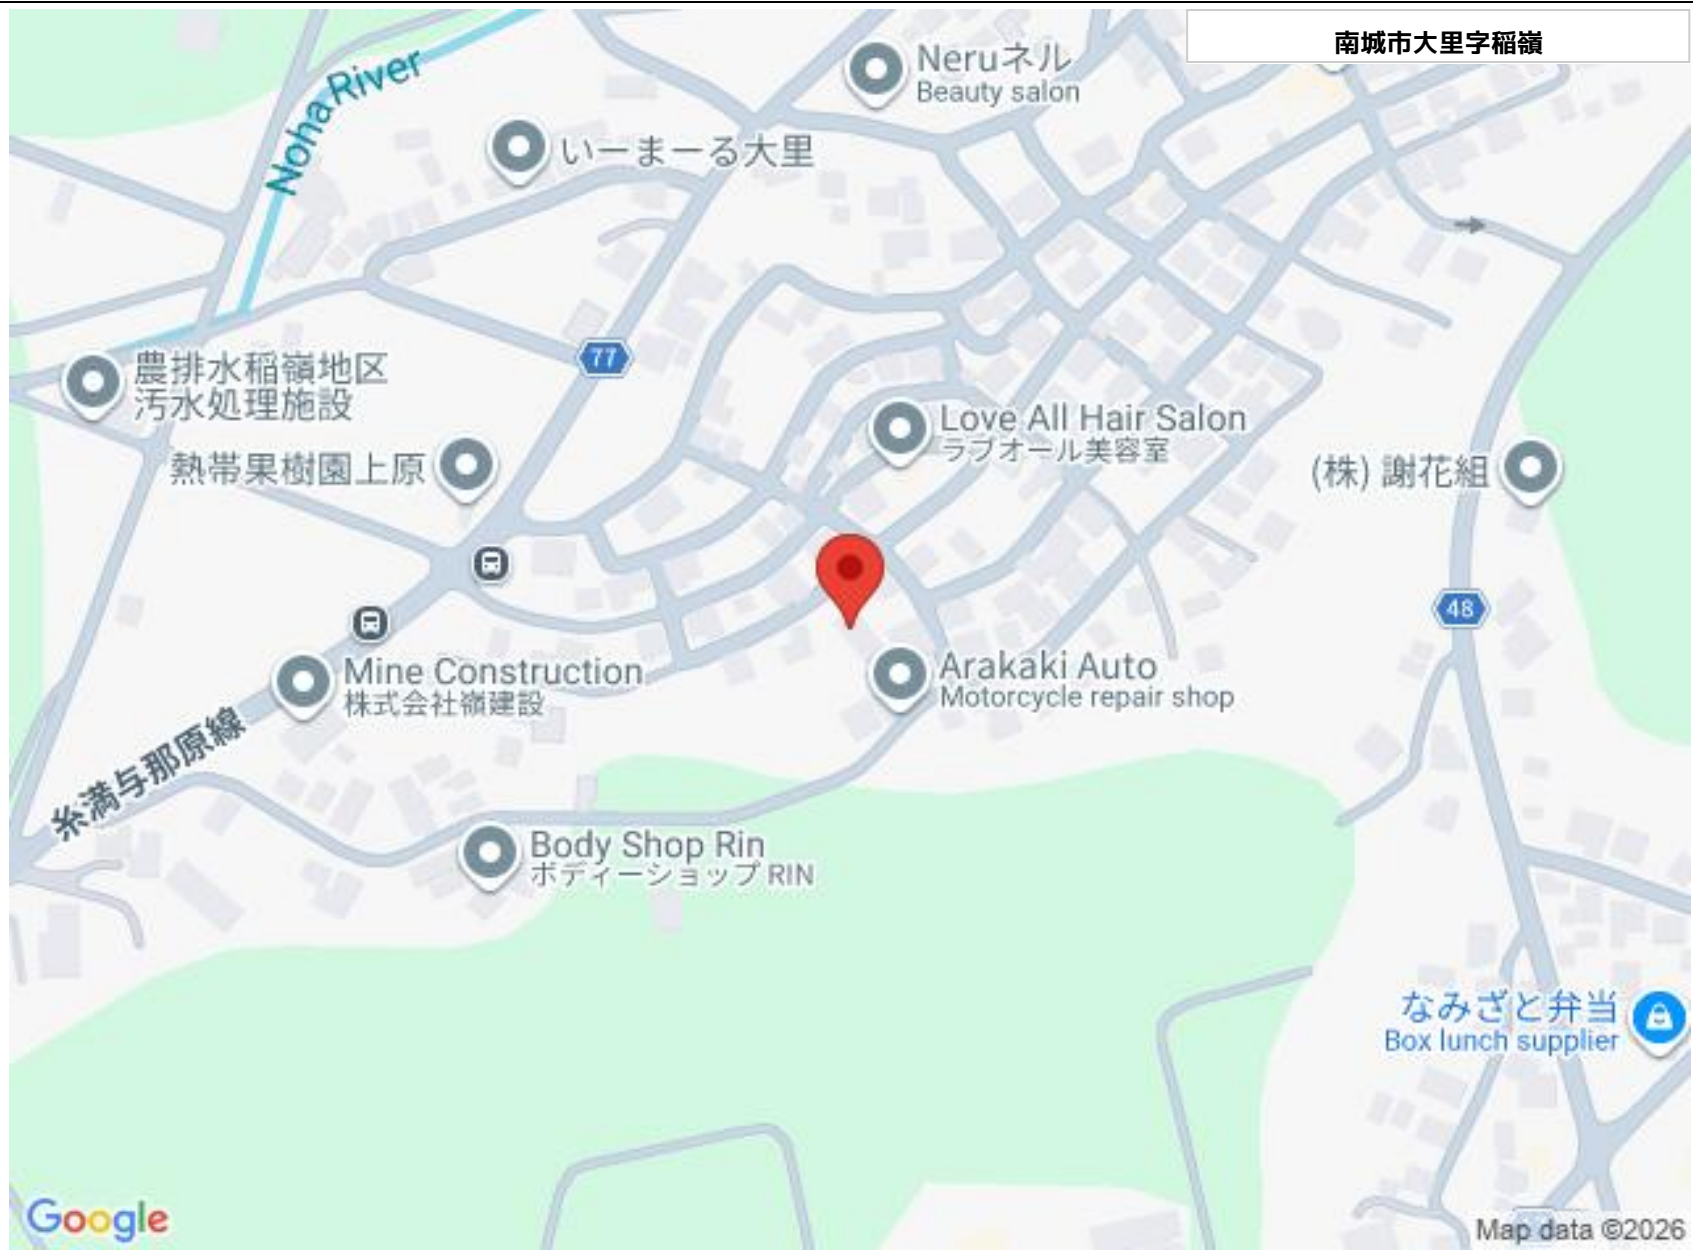 南城市大里字稲嶺
Neruネル
Beauty salon
Noha River
いーまーる大里
77
農排水稲嶺地区
汚水処理施設
熱帯果樹園上原
Love All Hair Salon
ラブオール美容室
(株) 謝花組
48
Mine Construction
株式会社嶺建設
Arakaki Auto
Motorcycle repair shop
糸満与那原線
Body Shop Rin
ボディーショップ RIN
なみざと弁当
Box lunch supplier
Google
Map data ©2026